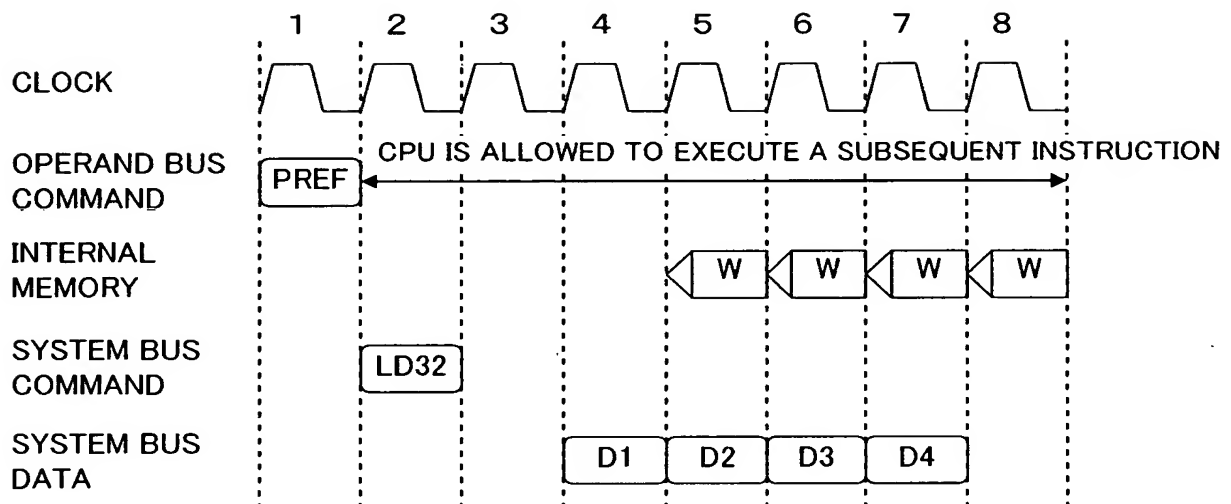 1 2 3 4 5 6 7 8
CLOCK
CPU IS ALLOWED TO EXECUTE A SUBSEQUENT INSTRUCTION
OPERAND BUS
COMMAND
PREF
INTERNAL
MEMORY
W W W W
SYSTEM BUS
COMMAND
LD32
SYSTEM BUS
DATA
D1 D2 D3 D4